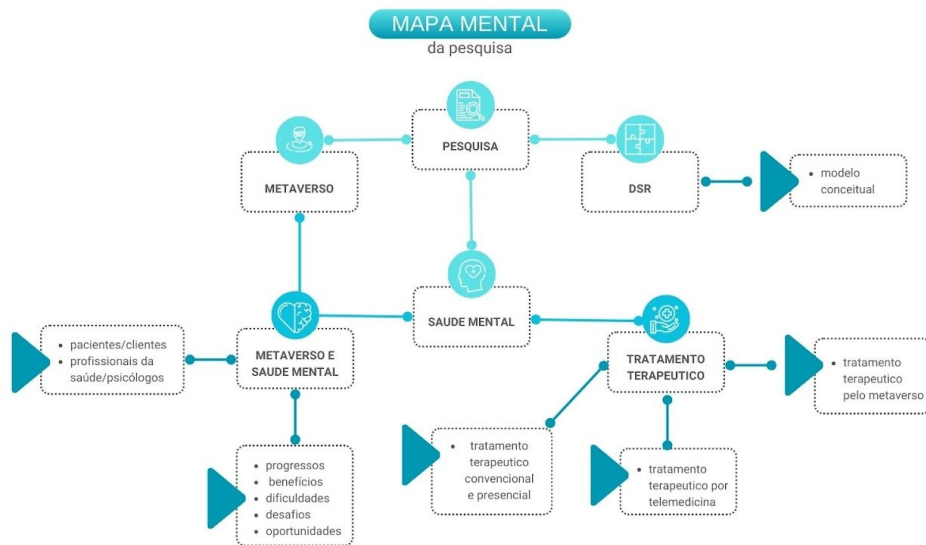 MAPA MENTAL
da pesquisa
PESQUISA
METAVERSO
DSR
• modelo
conceitual
SAUDE MENTAL
METAVERSO E
SAUDE MENTAL
TRATAMENTO
TERAPEUTICO
• pacientes/clientes
• profissionais da
saúde/psicólogos
• tratamento
terapeutico
pelo metaverso
• progressos
• benefícios
• dificuldades
• desafios
• oportunidades
• tratamento
terapeutico
convencional
e presencial
• tratamento
terapeutico por
telemedicina